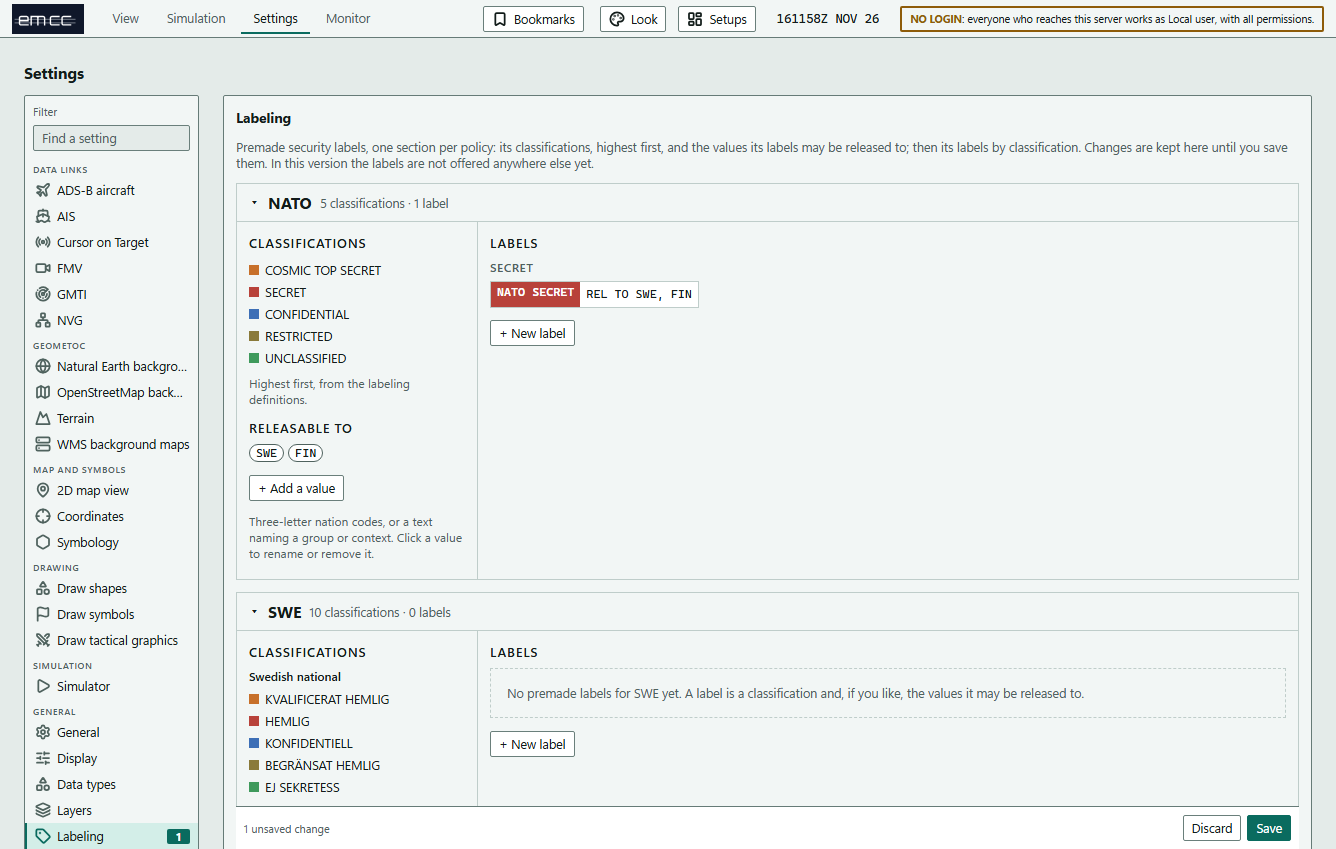 emcc
View
Simulation
Settings
Monitor
Bookmarks
Look
Setups
161158Z NOV 26
NO LOGIN: everyone who reaches this server works as Local user, with all permissions.
Settings
Filter
Find a setting
DATA LINKS
ADS-B aircraft
AIS
Cursor on Target
FMV
GMTI
NVG
GEOMETOC
Natural Earth backgro...
OpenStreetMap back...
Terrain
WMS background maps
MAP AND SYMBOLS
2D map view
Coordinates
Symbology
DRAWING
Draw shapes
Draw symbols
Draw tactical graphics
SIMULATION
Simulator
GENERAL
General
Display
Data types
Layers
Labeling
1
Labeling
Premade security labels, one section per policy: its classifications, highest first, and the values its labels may be released to; then its labels by classification. Changes are kept here until you save
them. In this version the labels are not offered anywhere else yet.
NATO 5 classifications · 1 label
CLASSIFICATIONS
COSMIC TOP SECRET
SECRET
CONFIDENTIAL
RESTRICTED
UNCLASSIFIED
Highest first, from the labeling
definitions.
RELEASABLE TO
SWE FIN
+ Add a value
Three-letter nation codes, or a text
naming a group or context. Click a value
to rename or remove it.
LABELS
SECRET
NATO SECRET REL TO SWE, FIN
+ New label
SWE 10 classifications · 0 labels
CLASSIFICATIONS
Swedish national
KVALIFICERAT HEMLIG
HEMLIG
KONFIDENTIELL
BEGRÄNSAT HEMLIG
EJ SEKRETESS
LABELS
No premade labels for SWE yet. A label is a classification and, if you like, the values it may be released to.
+ New label
1 unsaved change
Discard
Save